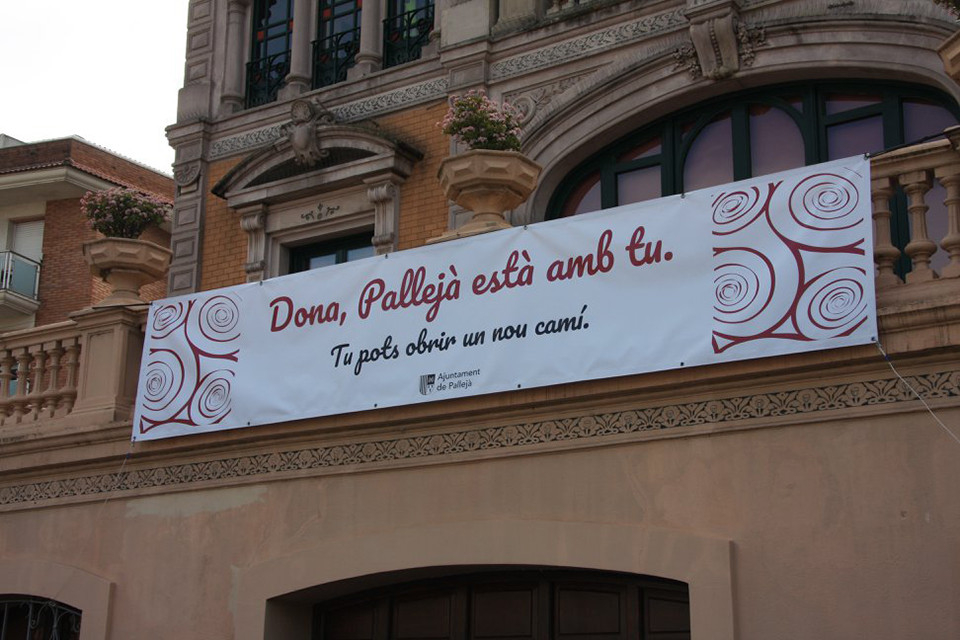 Dona, Pallejà està amb tu.
Tu pots obrir un nou camí.
Ajuntament
de Pallejà